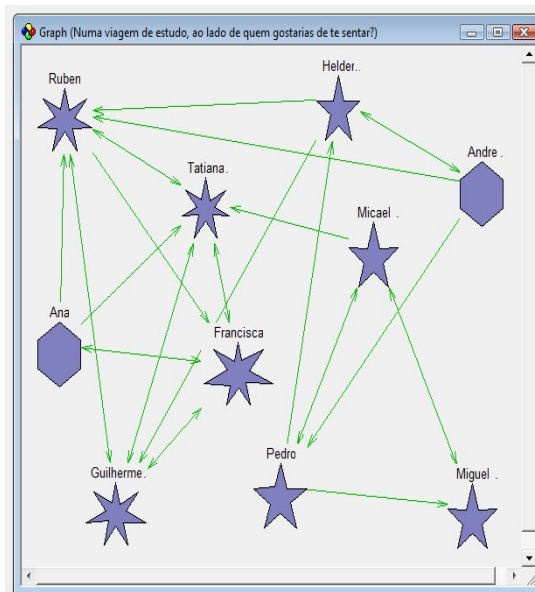 Graph (Numa viagem de estudo, ao lado de quem gostarias de te sentar?)
Ruben
Helder..
Andre .
Tatiana.
Micael .
Ana
Francisca
Guilherme.
Pedro
Miguel .